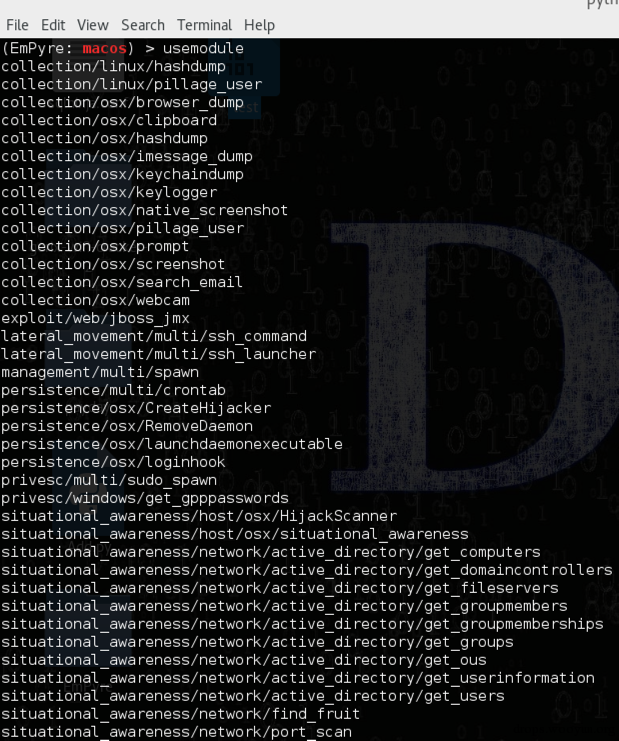 pyth
File Edit View Search Terminal Help
(EmPyre: macos) > usemodule
collection/linux/hashdump
collection/linux/pillage_user
collection/osx/browser_dump
collection/osx/clipboard
collection/osx/hashdump
collection/osx/imessage_dump
collection/osx/keychaindump
collection/osx/keylogger
collection/osx/native_screenshot
collection/osx/pillage_user
collection/osx/prompt
collection/osx/screenshot
collection/osx/search_email
collection/osx/webcam
exploit/web/jboss_jmx
lateral_movement/multi/ssh_command
lateral_movement/multi/ssh_launcher
management/multi/spawn
persistence/multi/crontab
persistence/osx/CreateHijacker
persistence/osx/RemoveDaemon
persistence/osx/launchdaemonexecutable
persistence/osx/loginhook
privesc/multi/sudo_spawn
privesc/windows/get_gpppasswords
situational_awareness/host/osx/HijackScanner
situational_awareness/host/osx/situational_awareness
situational_awareness/network/active_directory/get_computers
situational_awareness/network/active_directory/get_domaincontrollers
situational_awareness/network/active_directory/get_fileservers
situational_awareness/network/active_directory/get_groupmembers
situational_awareness/network/active_directory/get_groupmemberships
situational_awareness/network/active_directory/get_groups
situational_awareness/network/active_directory/get_ous
situational_awareness/network/active_directory/get_userinformation
situational_awareness/network/active_directory/get_users
situational_awareness/network/find_fruit
situational_awareness/network/port_scan
D